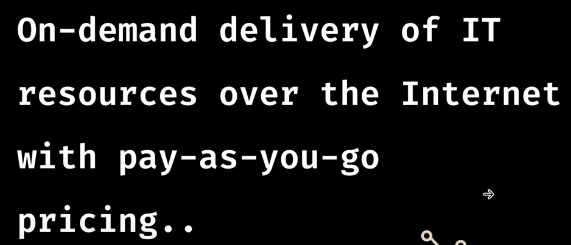 On-demand delivery of IT
resources over the Internet
with pay-as-you-go
pricing..